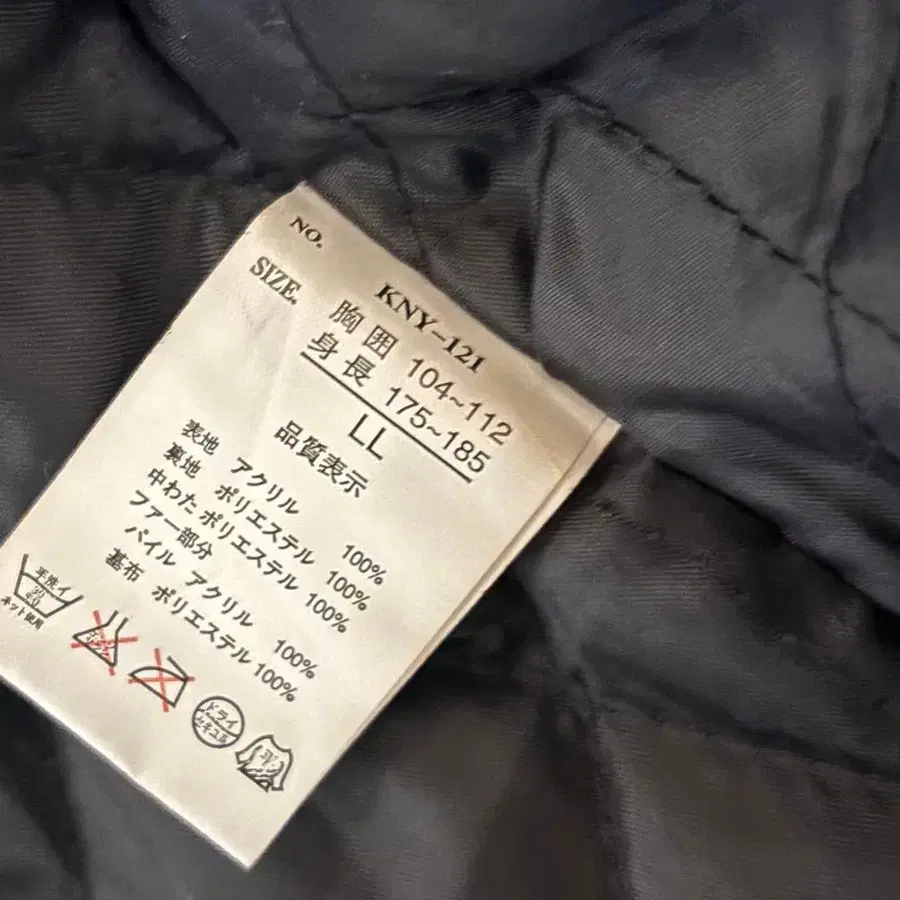 NO. KNY-121
SIZE. 胸囲 104~112
身長 175~185
LL
品質表示
表地 アクリル 100%
裏地 ポリエステル 100%
中わた ポリエステル 100%
ファー部分
パイル アクリル 100%
基布 ポリエステル 100%
手洗イ
30
ネット使用
ドライ
セキユ系